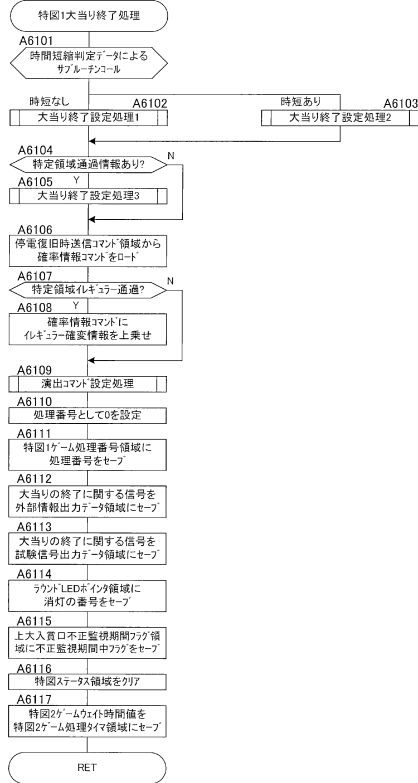 特図1大当り終了処理
A6101
時間短縮判定データによる
サブルーチンコール
時短なし
A6102
時短あり
A6103
大当り終了設定処理1
大当り終了設定処理2
A6104
特定領域通過情報あり?
N
Y
A6105
大当り終了設定処理3
A6106
停電復旧時送信コマンド領域から
確率情報コマンドをロード
A6107
特定領域イレギュラー通過?
N
Y
A6108
確率情報コマンドに
イレギュラー確変情報を上乗せ
A6109
演出コマンド設定処理
A6110
処理番号として0を設定
A6111
特図1ゲーム処理番号領域に
処理番号をセーブ
A6112
大当りの終了に関する信号を
外部情報出力データ領域にセーブ
A6113
大当りの終了に関する信号を
試験信号出力データ領域にセーブ
A6114
ラウンドLEDポインタ領域に
消灯の番号をセーブ
A6115
上大入賞口不正監視期間フラグ領
域に不正監視期間中フラグをセーブ
A6116
特図ステータス領域をクリア
A6117
特図2ゲームウェイト時間値を
特図2ゲーム処理タイマ領域にセーブ
RET